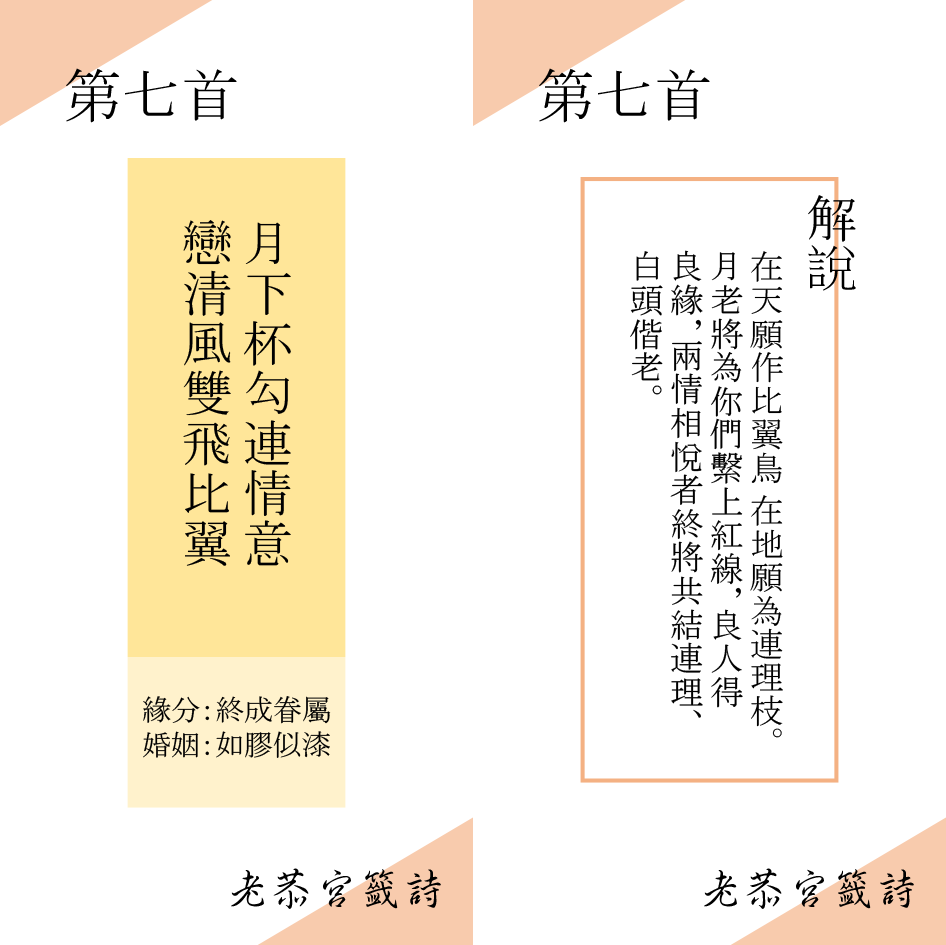 第七首
月下杯勾連情意
戀清風雙飛比翼
緣分:終成眷屬
婚姻:如膠似漆
老恭宮籤詩
第七首
解說
在天願作比翼鳥 在地願為連理枝。
月老將為你們繫上紅線,良人得
良緣,兩情相悅者終將共結連理、
白頭偕老。
老恭宮籤詩